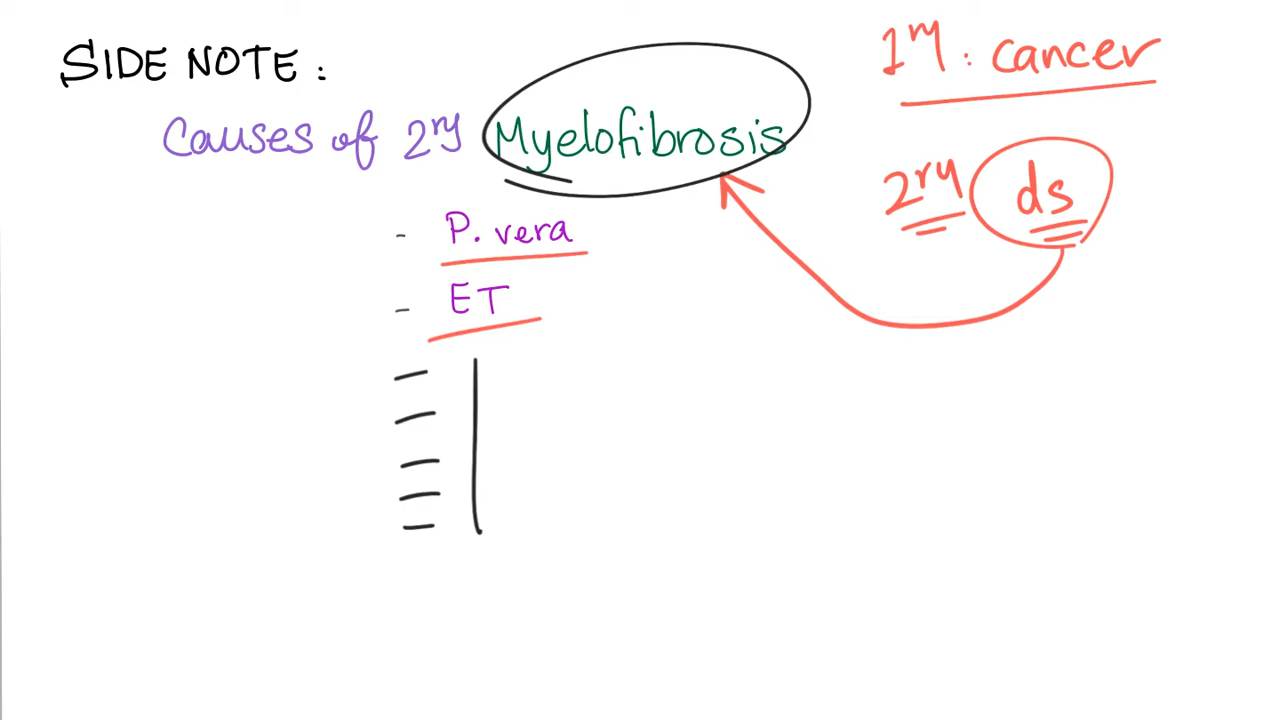 SIDE NOTE :
Causes of 2ry Myelofibrosis
- P. vera
- ET
1ry : cancer
2ry ds